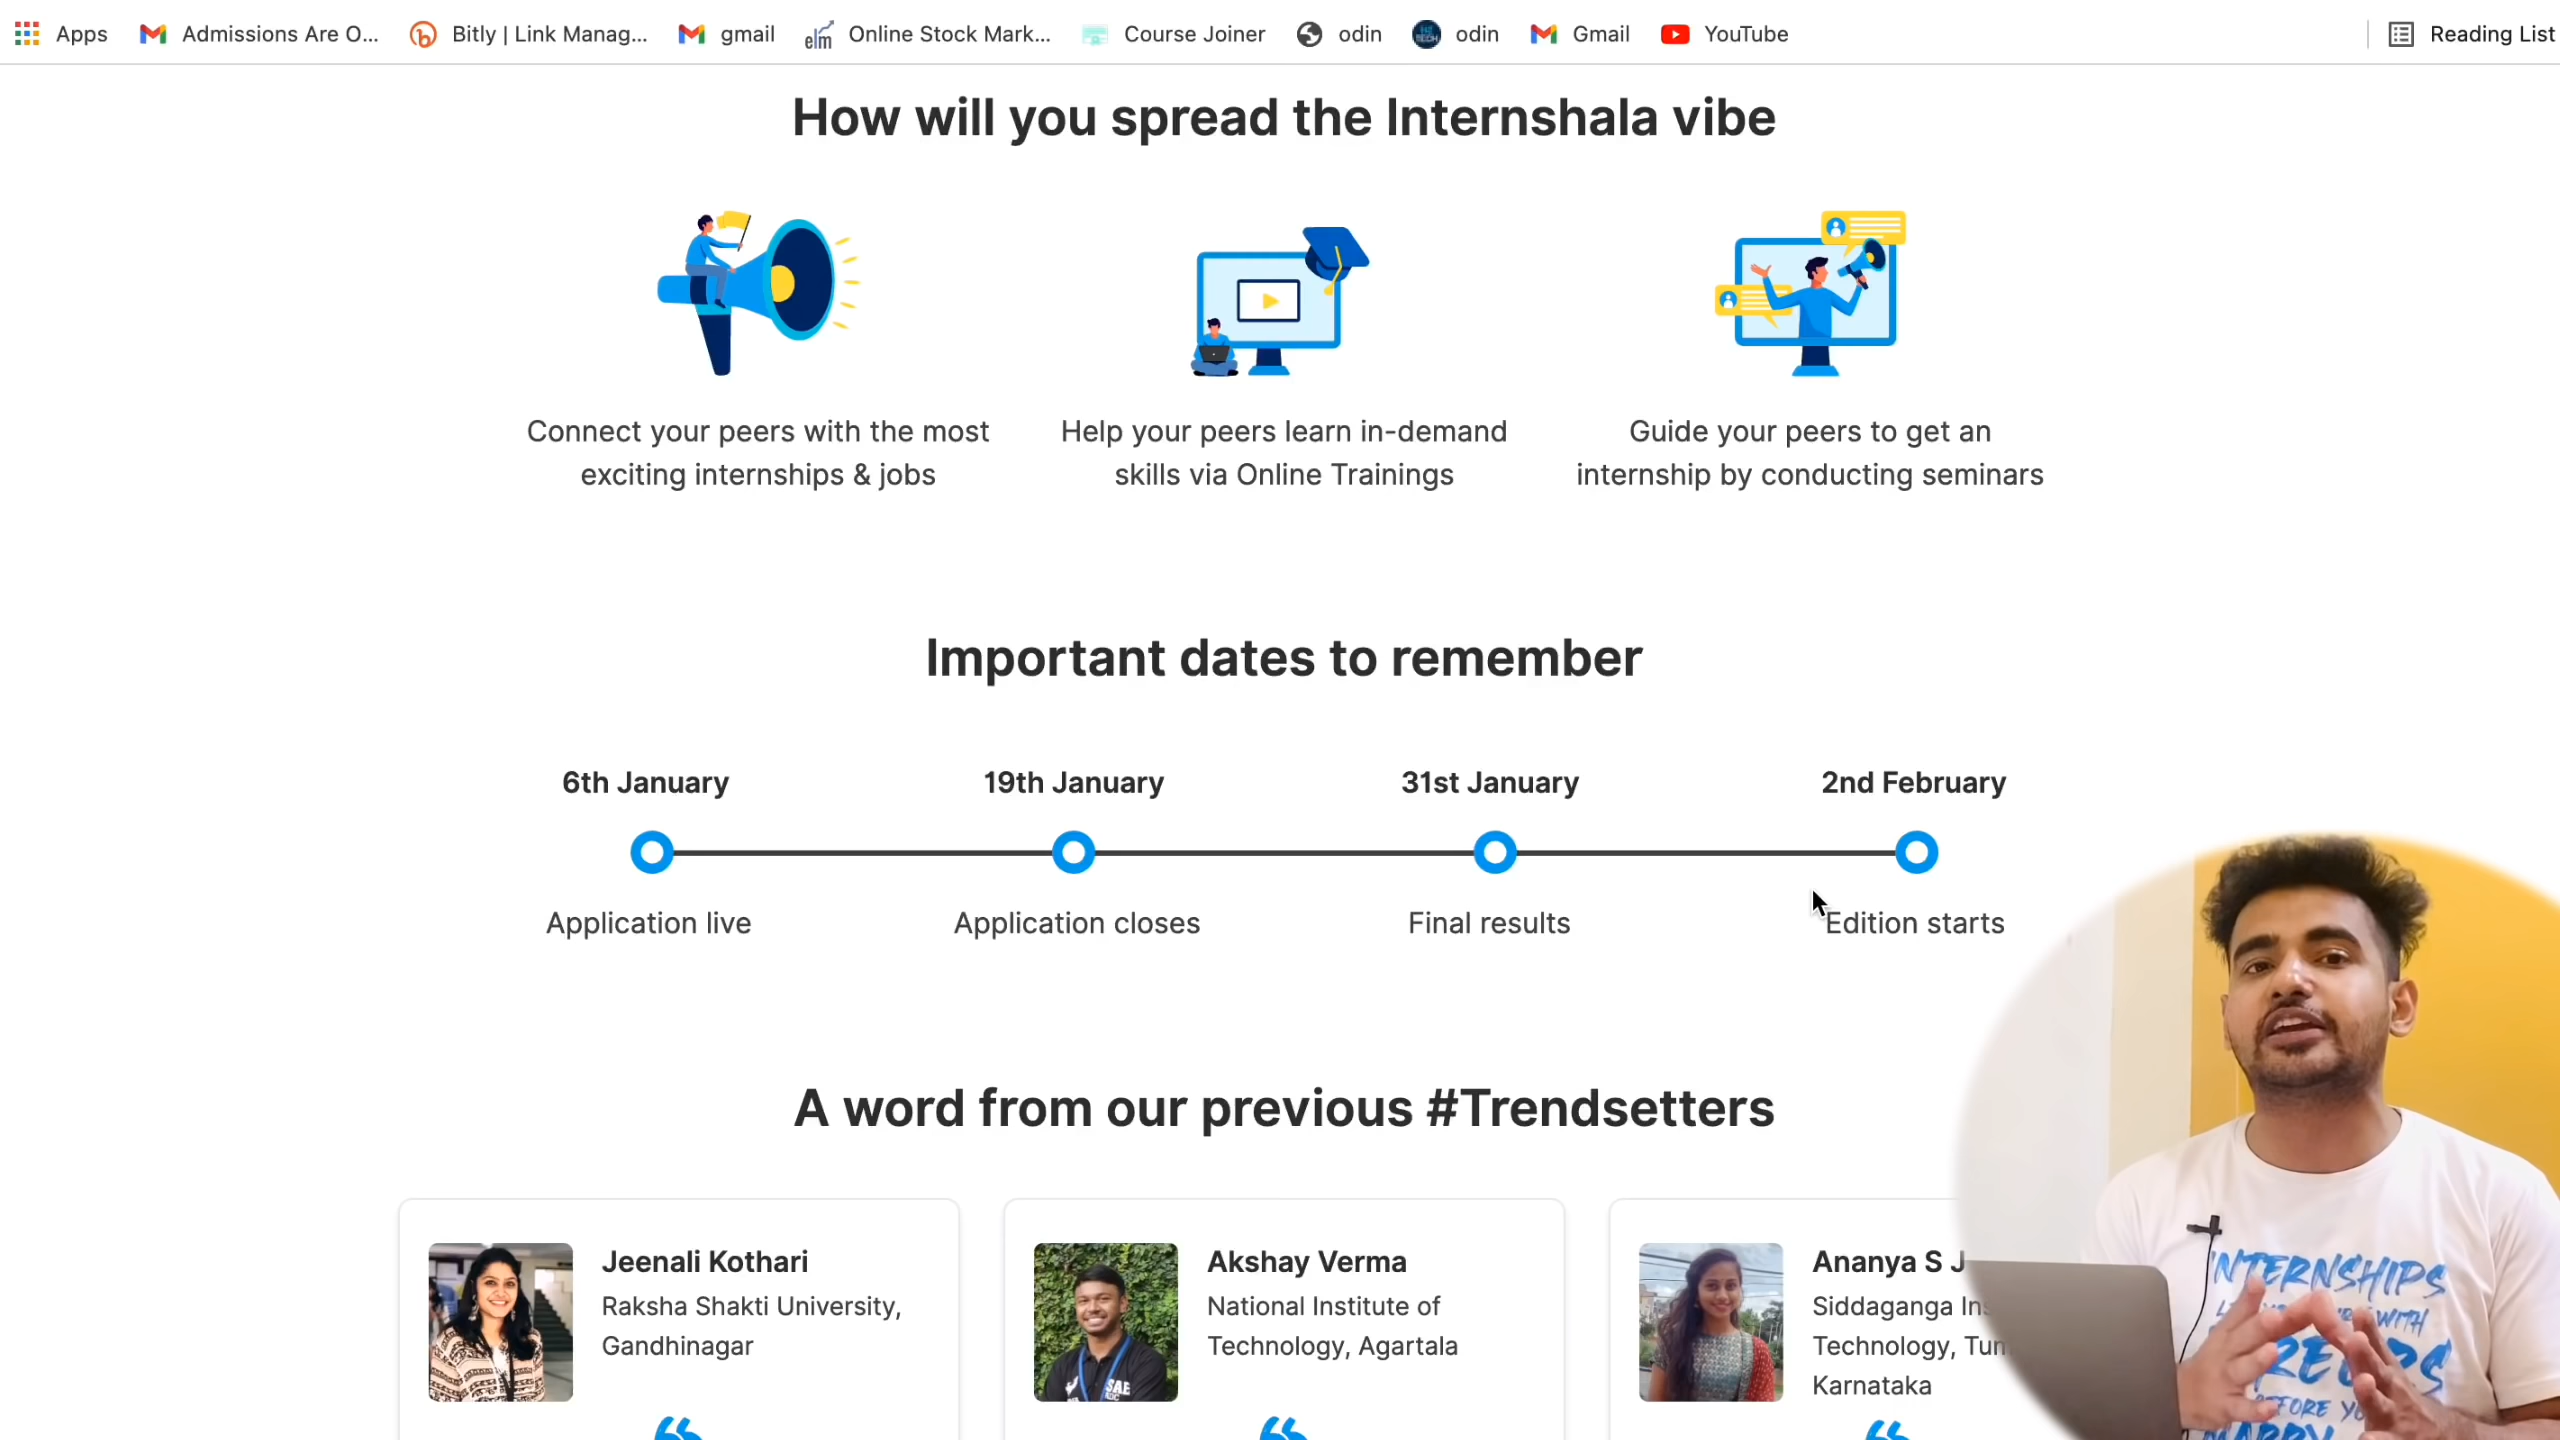 Apps Admissions Are O... Bitly | Link Manag... gmail Online Stock Mark... Course Joiner odin odin Gmail YouTube Reading List
How will you spread the Internshala vibe
Connect your peers with the most
exciting internships & jobs
Help your peers learn in-demand
skills via Online Trainings
Guide your peers to get an
internship by conducting seminars
Important dates to remember
6th January 19th January 31st January 2nd February
Application live Application closes Final results Edition starts
A word from our previous #Trendsetters
Jeenali Kothari
Raksha Shakti University,
Gandhinagar
Akshay Verma
National Institute of
Technology, Agartala
Ananya S J
Siddaganga Ins
Technology, Tum
Karnataka
INTERNSHIPS
WITH